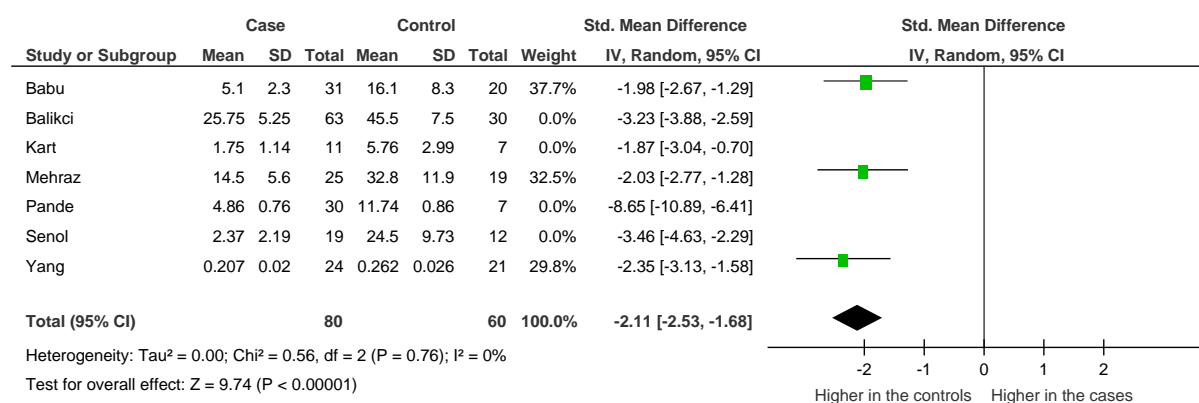 Case Control Std. Mean Difference Std. Mean Difference
Study or Subgroup Mean SD Total Mean SD Total Weight IV, Random, 95% CI IV, Random, 95% CI
Babu 5.1 2.3 31 16.1 8.3 20 37.7% -1.98 [-2.67, -1.29]
Balikci 25.75 5.25 63 45.5 7.5 30 0.0% -3.23 [-3.88, -2.59]
Kart 1.75 1.14 11 5.76 2.99 7 0.0% -1.87 [-3.04, -0.70]
Mehraz 14.5 5.6 25 32.8 11.9 19 32.5% -2.03 [-2.77, -1.28]
Pande 4.86 0.76 30 11.74 0.86 7 0.0% -8.65 [-10.89, -6.41]
Senol 2.37 2.19 19 24.5 9.73 12 0.0% -3.46 [-4.63, -2.29]
Yang 0.207 0.02 24 0.262 0.026 21 29.8% -2.35 [-3.13, -1.58]
Total (95% CI) 80 60 100.0% -2.11 [-2.53, -1.68]
Heterogeneity: Tau² = 0.00; Chi² = 0.56, df = 2 (P = 0.76); I² = 0%
Test for overall effect: Z = 9.74 (P < 0.00001)
-2 -1 0 1 2
Higher in the controls Higher in the cases